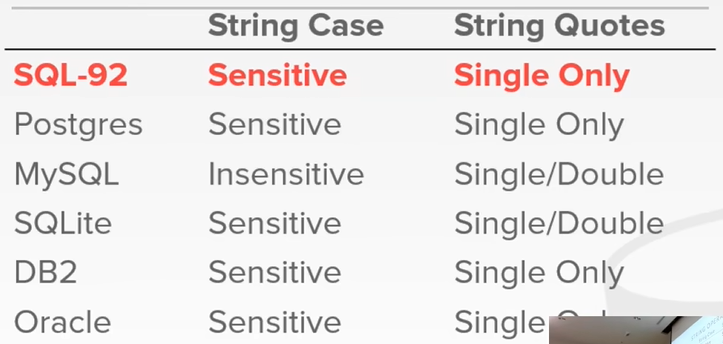 String Case String Quotes
SQL-92 Sensitive Single Only
Postgres Sensitive Single Only
MySQL Insensitive Single/Double
SQLite Sensitive Single/Double
DB2 Sensitive Single Only
Oracle Sensitive Single